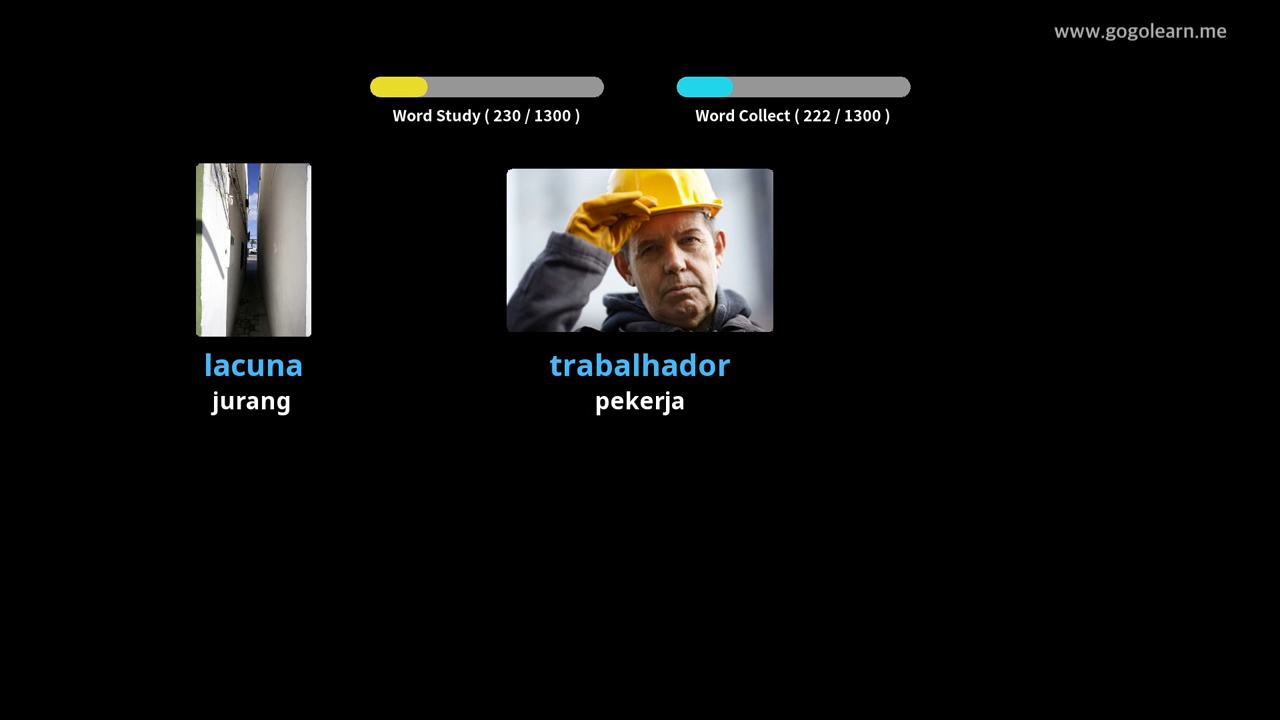 www.gogolearn.me
Word Study ( 230 / 1300 )
Word Collect ( 222 / 1300 )
lacuna
jurang
trabalhador
pekerja